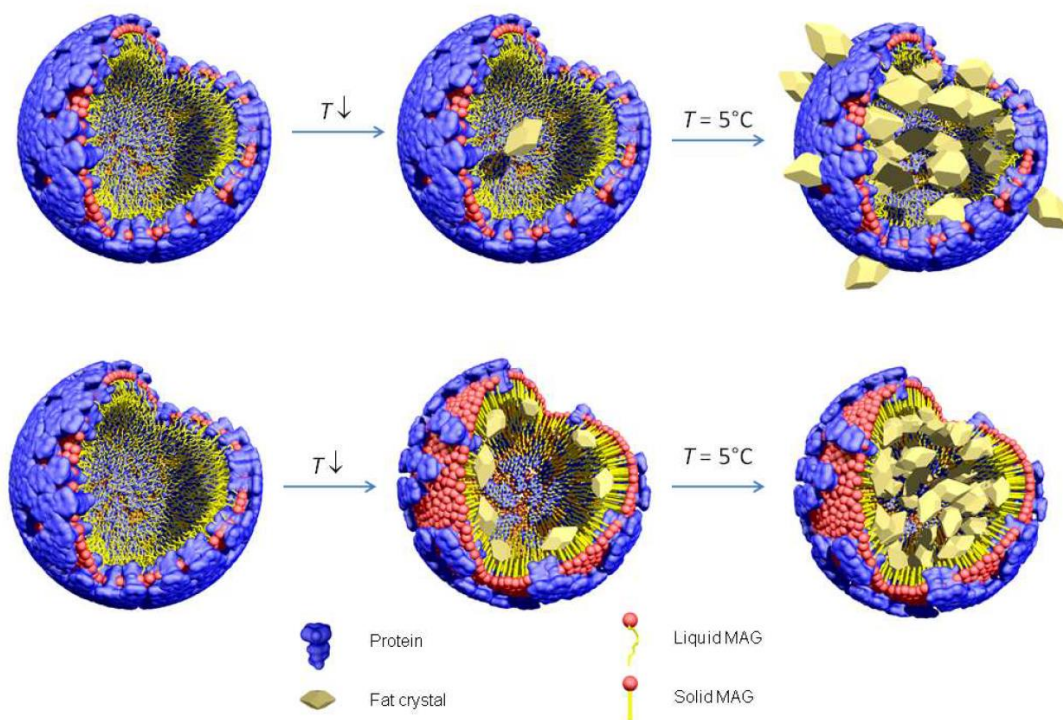 T ↓
T = 5°C
T ↓
T = 5°C
Protein
Liquid MAG
Fat crystal
Solid MAG